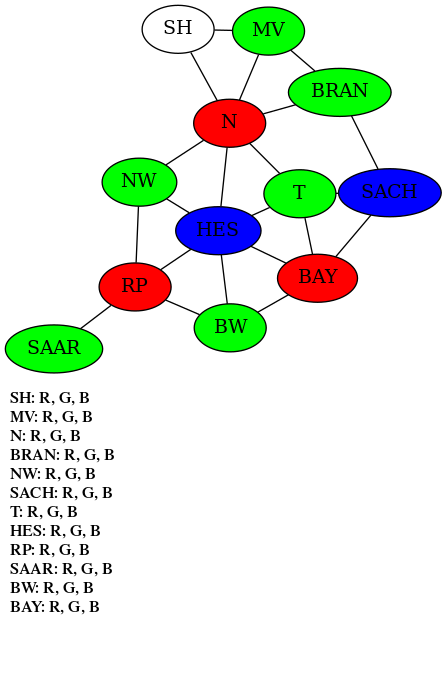 SH
MV
BRAN
N
NW
T
SACH
HES
BAY
RP
BW
SAAR
SH: R, G, B
MV: R, G, B
N: R, G, B
BRAN: R, G, B
NW: R, G, B
SACH: R, G, B
T: R, G, B
HES: R, G, B
RP: R, G, B
SAAR: R, G, B
BW: R, G, B
BAY: R, G, B